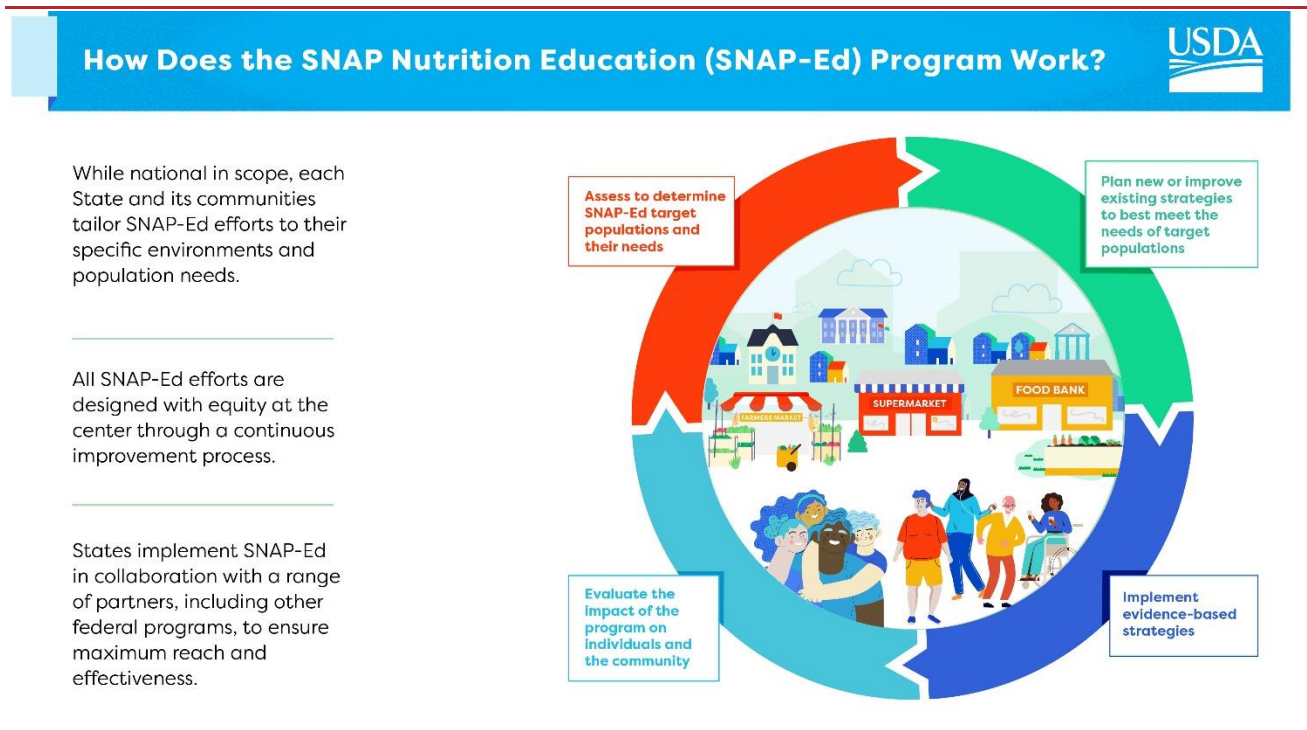 How Does the SNAP Nutrition Education (SNAP-Ed) Program Work?
USDA
While national in scope, each
State and its communities
tailor SNAP-Ed efforts to their
specific environments and
population needs.
All SNAP-Ed efforts are
designed with equity at the
center through a continuous
improvement process.
States implement SNAP-Ed
in collaboration with a range
of partners, including other
federal programs, to ensure
maximum reach and
effectiveness.
Assess to determine
SNAP-Ed target
populations and
their needs
Plan new or improve
existing strategies
to best meet the
needs of target
populations
FARMERS MARKET
SUPERMARKET
FOOD BANK
Evaluate the
impact of the
program on
individuals and
the community
Implement
evidence-based
strategies